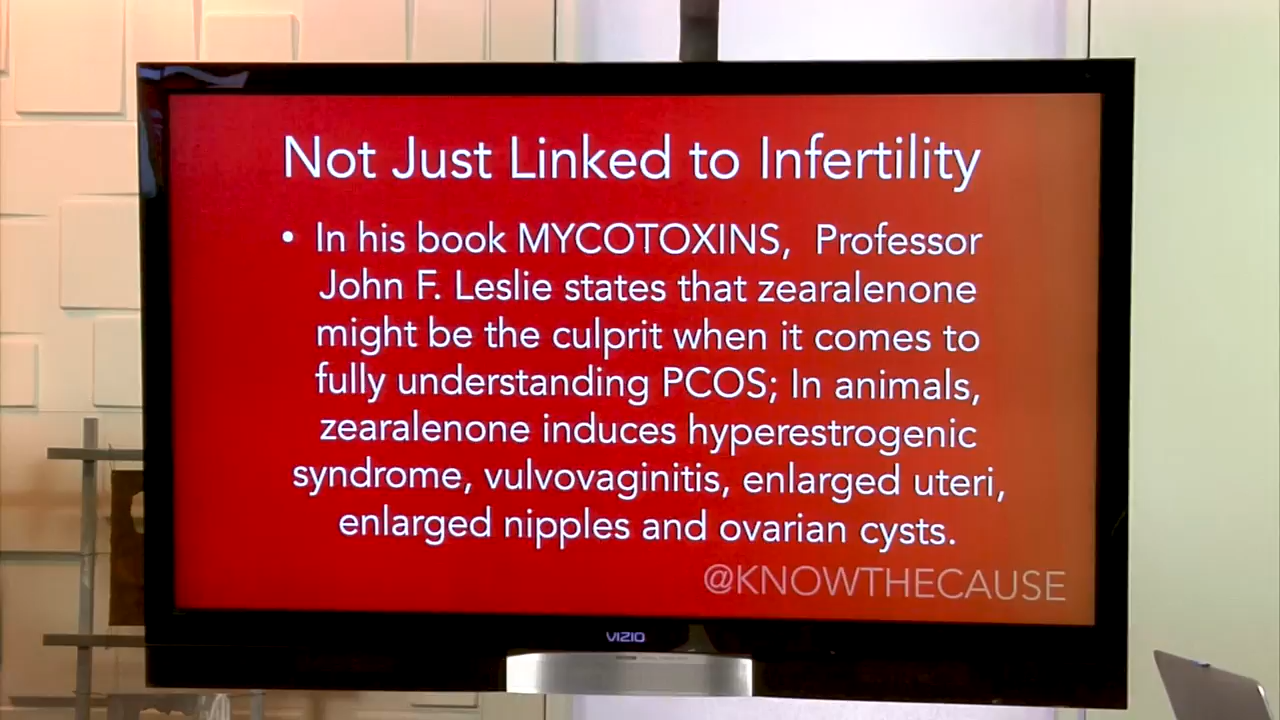 Not Just Linked to Infertility
• In his book MYCOTOXINS, Professor
John F. Leslie states that zearalenone
might be the culprit when it comes to
fully understanding PCOS; In animals,
zearalenone induces hyperestrogenic
syndrome, vulvovaginitis, enlarged uteri,
enlarged nipples and ovarian cysts.
@KNOWTHECAUSE
VIZIO